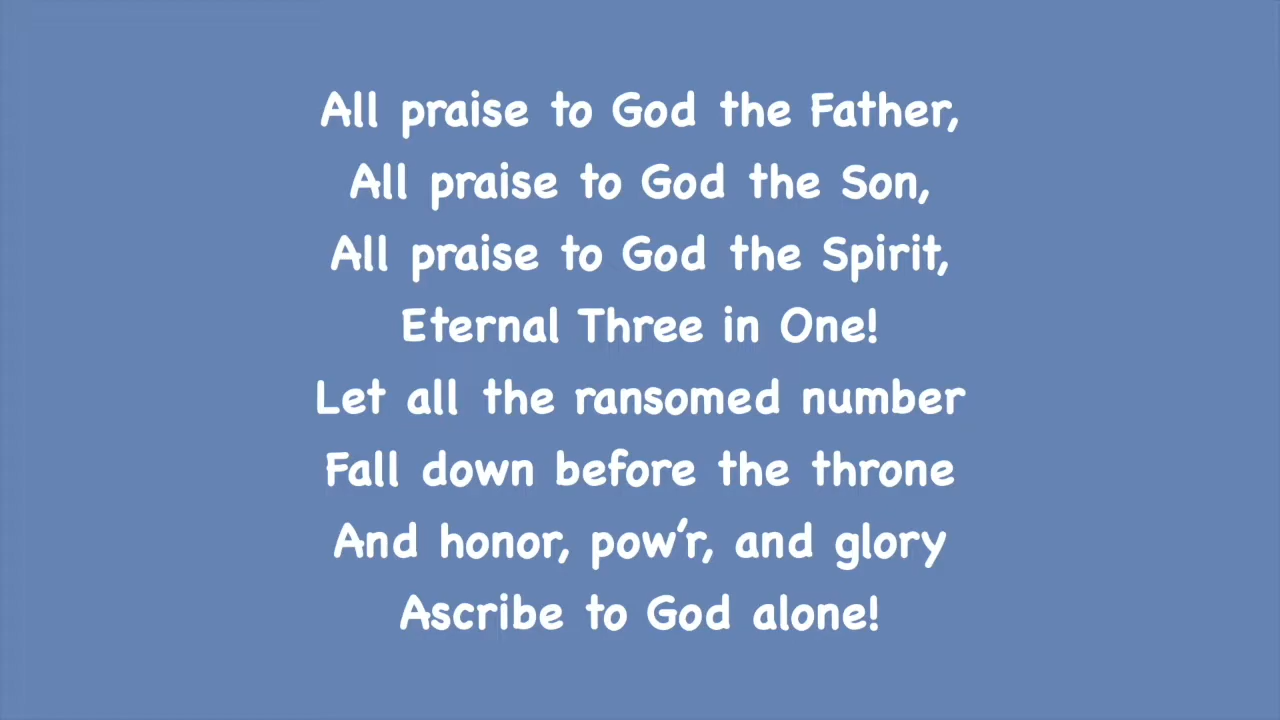 All praise to God the Father,
All praise to God the Son,
All praise to God the Spirit,
Eternal Three in One!
Let all the ransomed number
Fall down before the throne
And honor, pow’r, and glory
Ascribe to God alone!